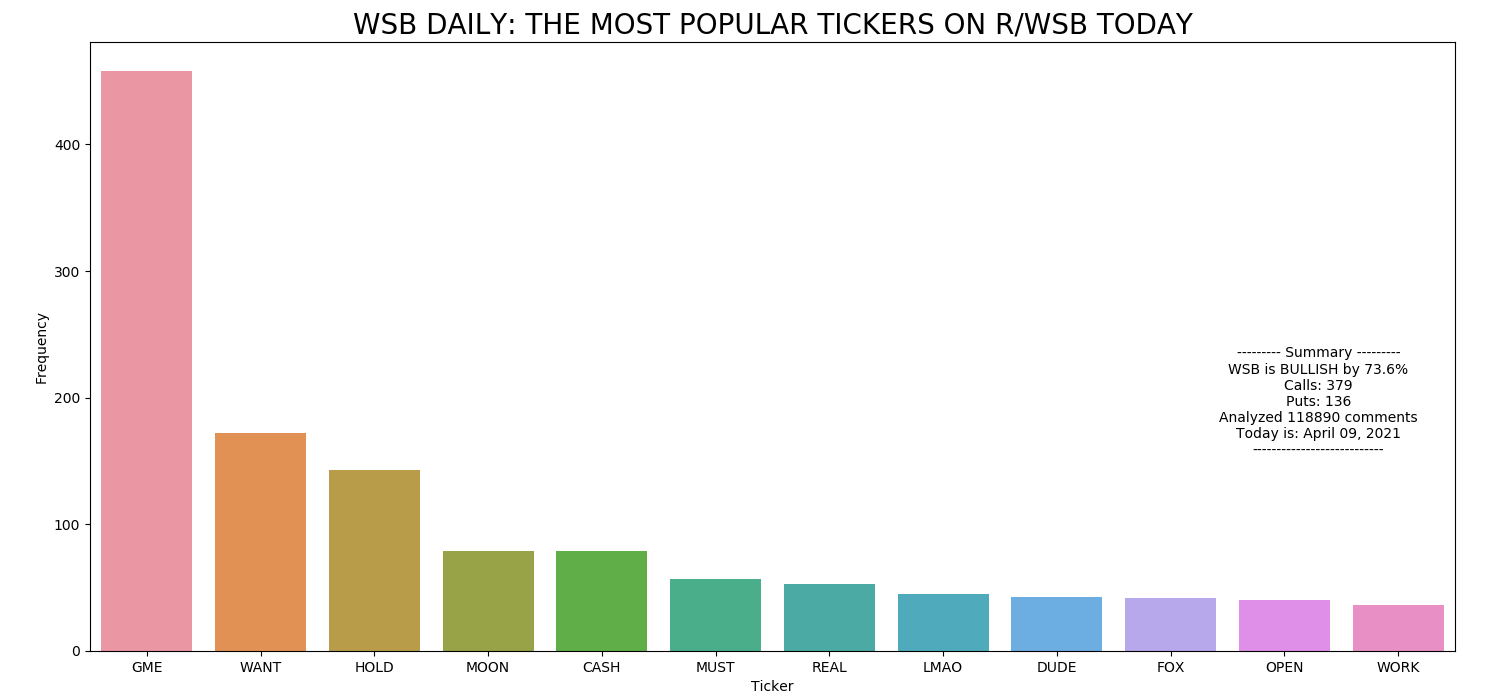 WSB DAILY: THE MOST POPULAR TICKERS ON R/WSB TODAY
400
300
200
100
0
Frequency
--------- Summary ---------
WSB is BULLISH by 73.6%
Calls: 379
Puts: 136
Analyzed 118890 comments
Today is: April 09, 2021
---------------------------
GME WANT HOLD MOON CASH MUST REAL LMAO DUDE FOX OPEN WORK
Ticker